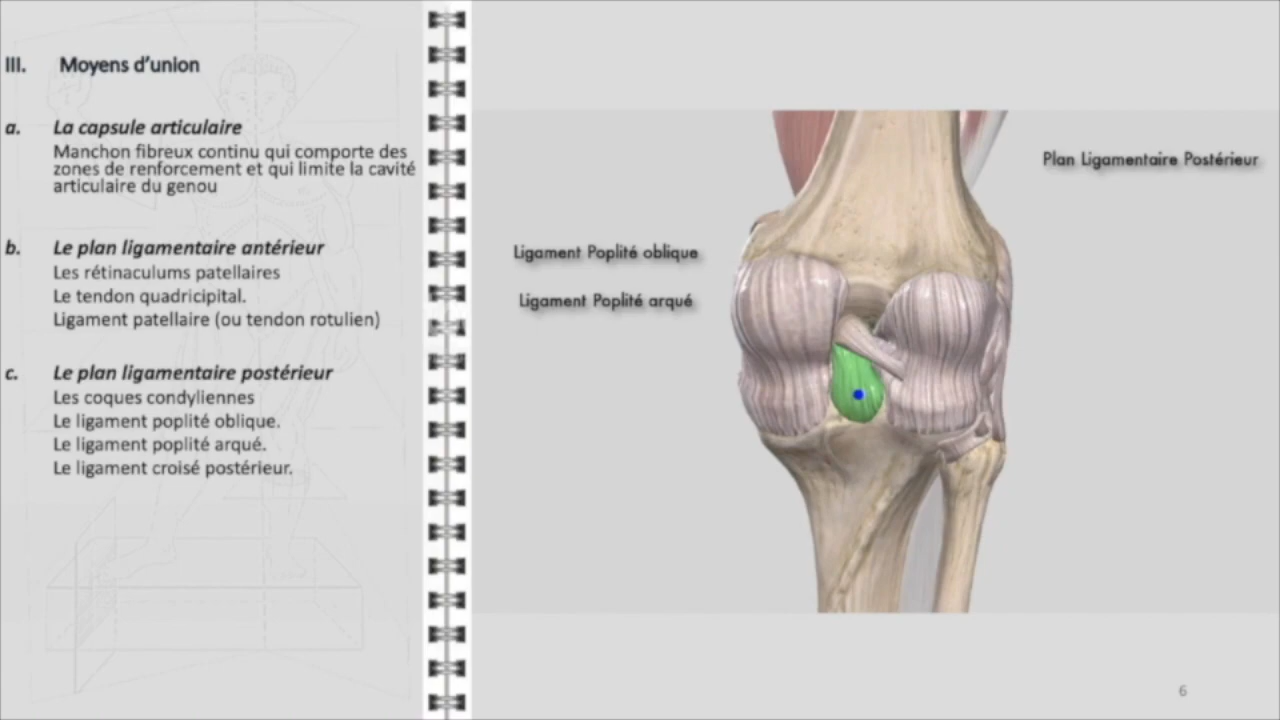 III. Moyens d'union
a. La capsule articulaire
Manchon fibreux continu qui comporte des
zones de renforcement et qui limite la cavité
articulaire du genou
b. Le plan ligamentaire antérieur
Les rétinaculums patellaires
Le tendon quadricipital.
Ligament patellaire (ou tendon rotulien)
c. Le plan ligamentaire postérieur
Les coques condyliennes
Le ligament poplité oblique.
Le ligament poplité arqué.
Le ligament croisé postérieur.
Plan Ligamentaire Postérieur
Ligament Poplité oblique
Ligament Poplité arqué
6